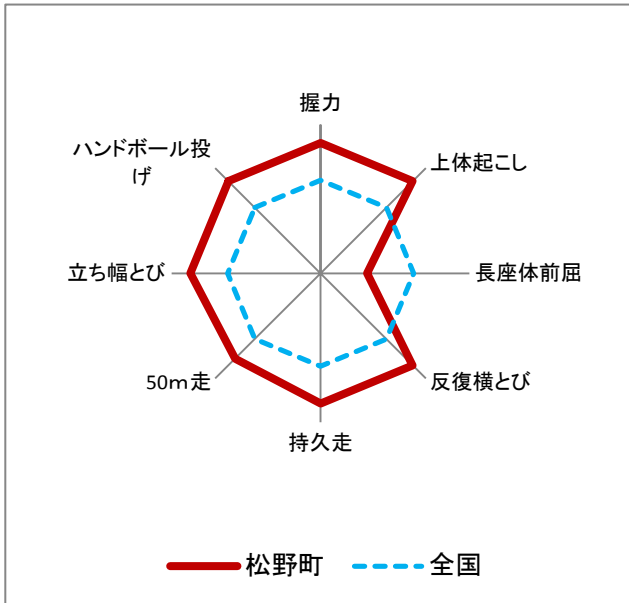 握力
ハンドボール投
げ
上体起こし
立ち幅とび
長座体前屈
50m走
反復横とび
持久走
松野町
全国